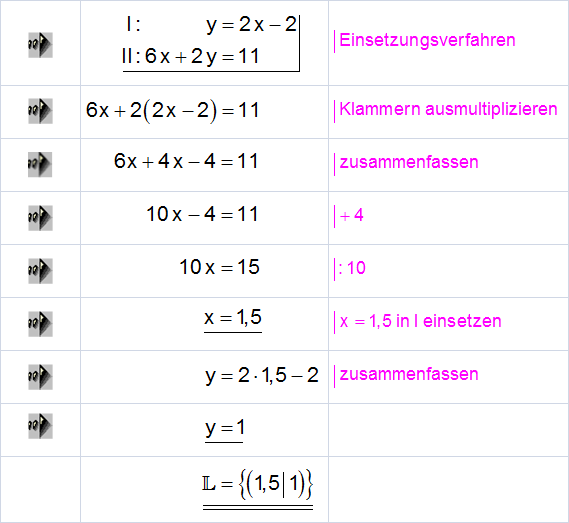 I: y = 2x − 2
II: 6x + 2y = 11 | Einsetzungsverfahren
6x + 2(2x − 2) = 11 | Klammern ausmultiplizieren
6x + 4x − 4 = 11 | zusammenfassen
10x − 4 = 11 | + 4
10x = 15 | : 10
x = 1,5 | x = 1,5 in I einsetzen
y = 2 · 1,5 − 2 | zusammenfassen
y = 1
𝕃 = {(1,5 | 1)}